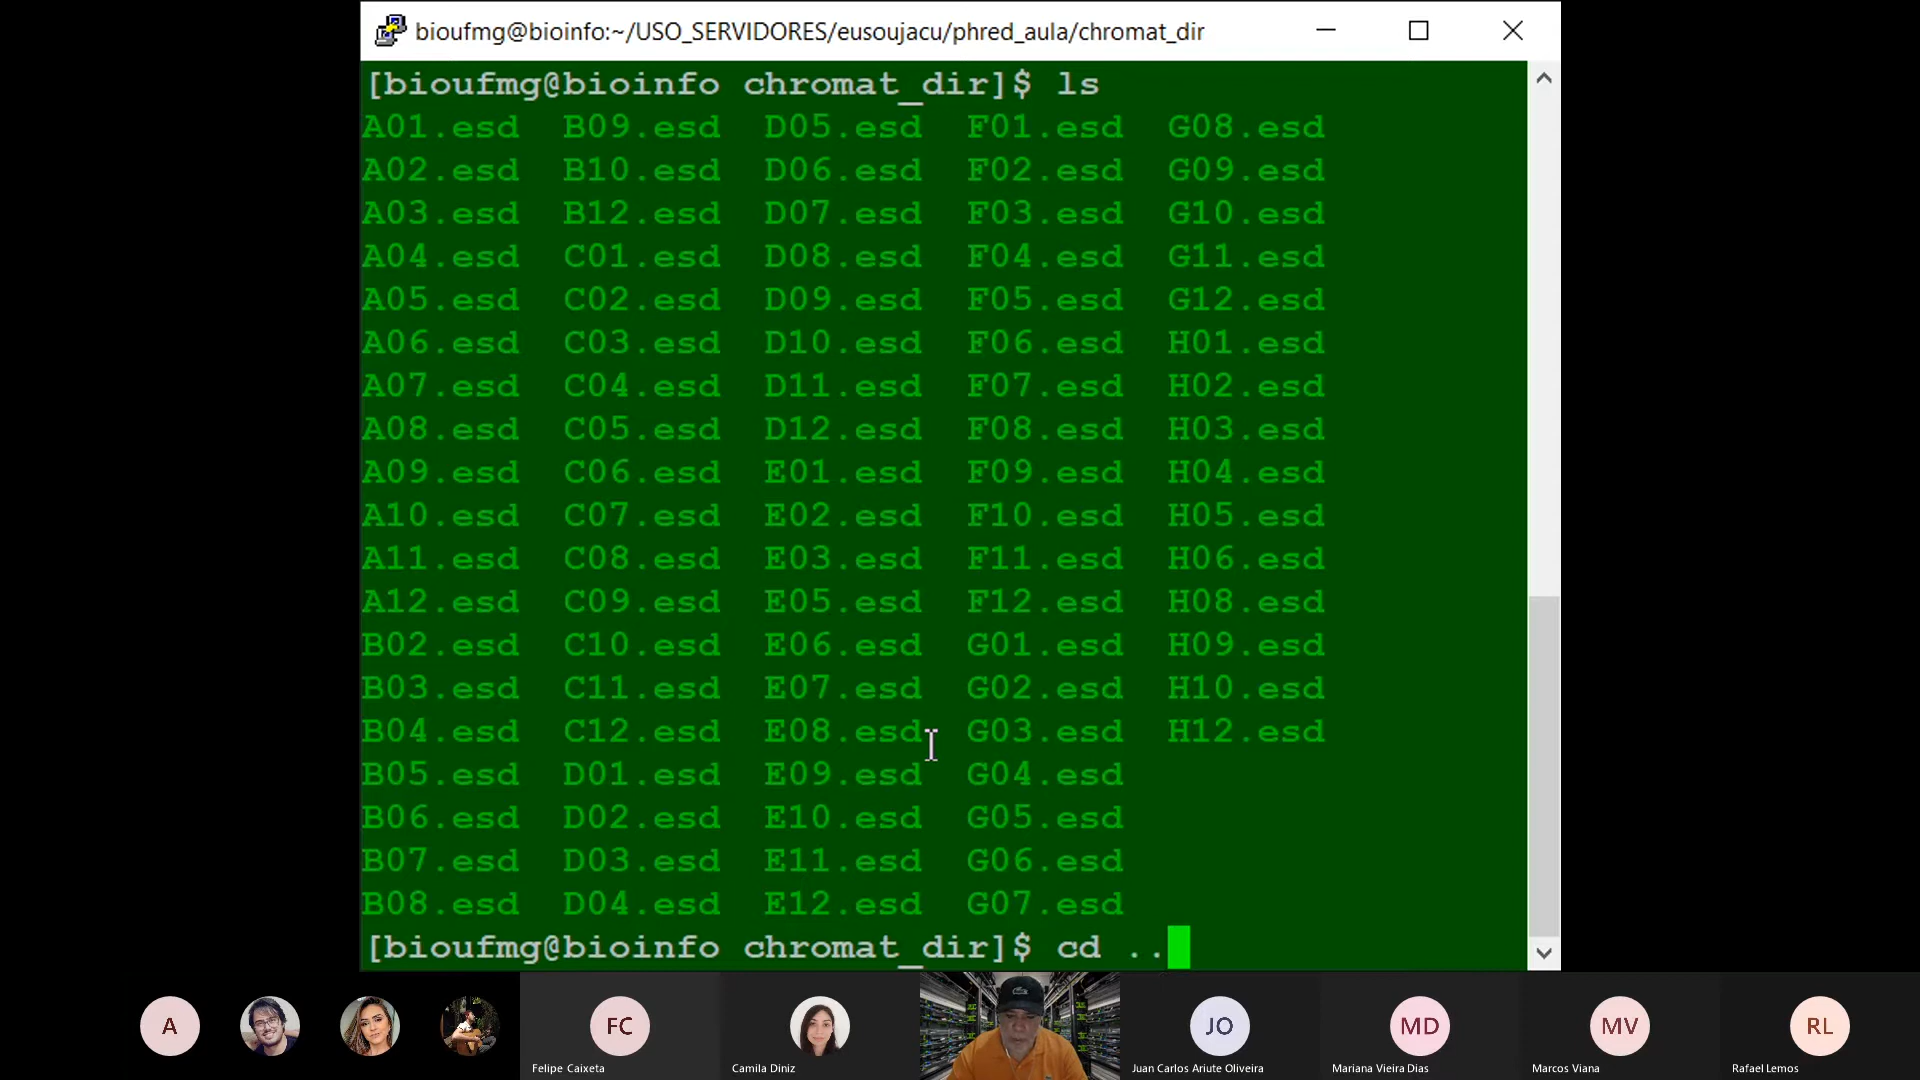 bioufmg@bioinfo:~/USO_SERVIDORES/eusoujacu/phred_aula/chromat_dir
[bioufmg@bioinfo chromat_dir]$ ls
A01.esd B09.esd D05.esd F01.esd G08.esd
A02.esd B10.esd D06.esd F02.esd G09.esd
A03.esd B12.esd D07.esd F03.esd G10.esd
A04.esd C01.esd D08.esd F04.esd G11.esd
A05.esd C02.esd D09.esd F05.esd G12.esd
A06.esd C03.esd D10.esd F06.esd H01.esd
A07.esd C04.esd D11.esd F07.esd H02.esd
A08.esd C05.esd D12.esd F08.esd H03.esd
A09.esd C06.esd E01.esd F09.esd H04.esd
A10.esd C07.esd E02.esd F10.esd H05.esd
A11.esd C08.esd E03.esd F11.esd H06.esd
A12.esd C09.esd E05.esd F12.esd H08.esd
B02.esd C10.esd E06.esd G01.esd H09.esd
B03.esd C11.esd E07.esd G02.esd H10.esd
B04.esd C12.esd E08.esd G03.esd H12.esd
B05.esd D01.esd E09.esd G04.esd
B06.esd D02.esd E10.esd G05.esd
B07.esd D03.esd E11.esd G06.esd
B08.esd D04.esd E12.esd G07.esd
[bioufmg@bioinfo chromat_dir]$ cd ..
A FC JO MD MV RL
Felipe Caixeta Camila Diniz Juan Carlos Ariute Oliveira Mariana Vieira Dias Marcos Viana Rafael Lemos